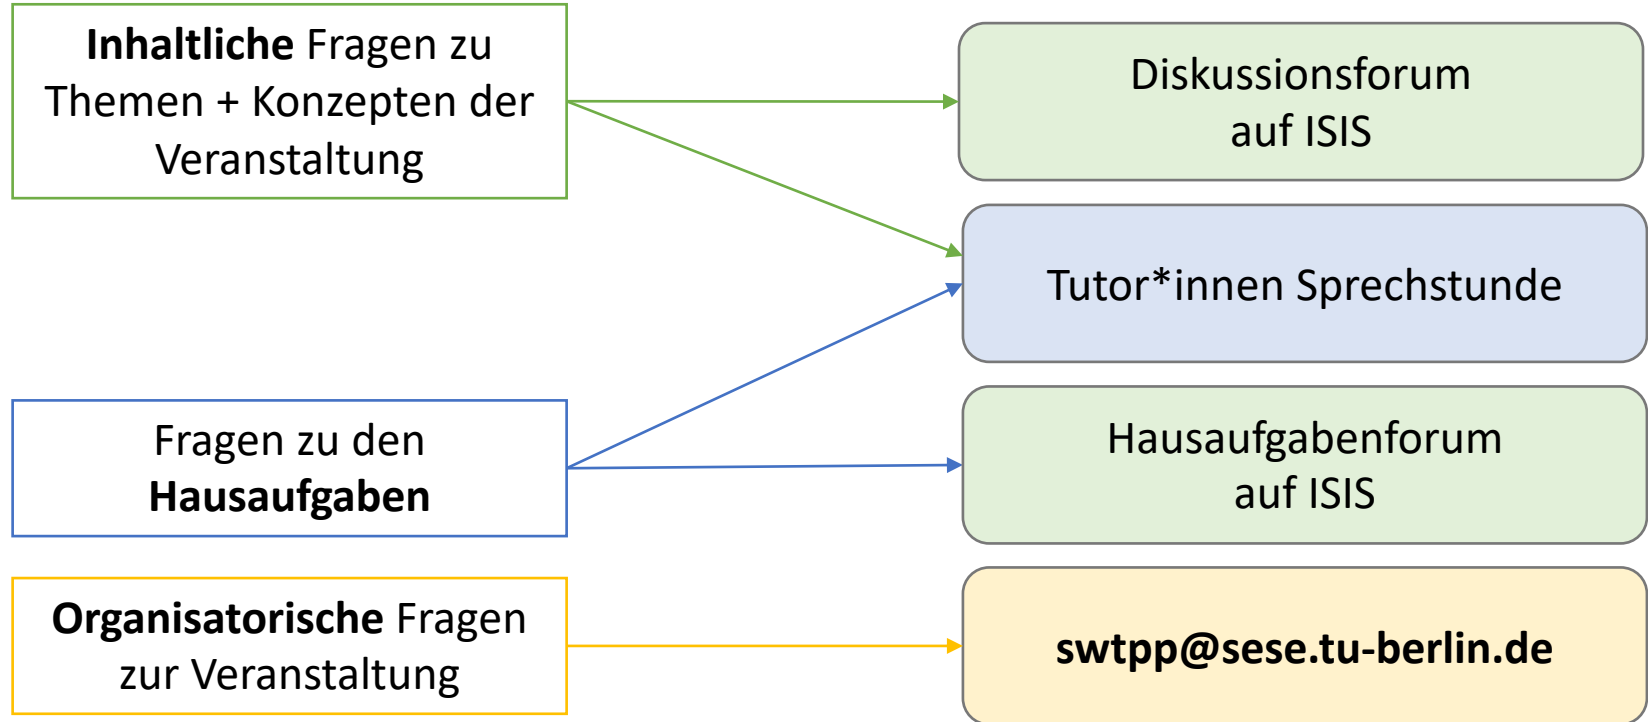 Inhaltliche Fragen zu
Themen + Konzepten der
Veranstaltung
Diskussionsforum
auf ISIS
Tutor*innen Sprechstunde
Fragen zu den
Hausaufgaben
Hausaufgabenforum
auf ISIS
Organisatorische Fragen
zur Veranstaltung
swtpp@sese.tu-berlin.de